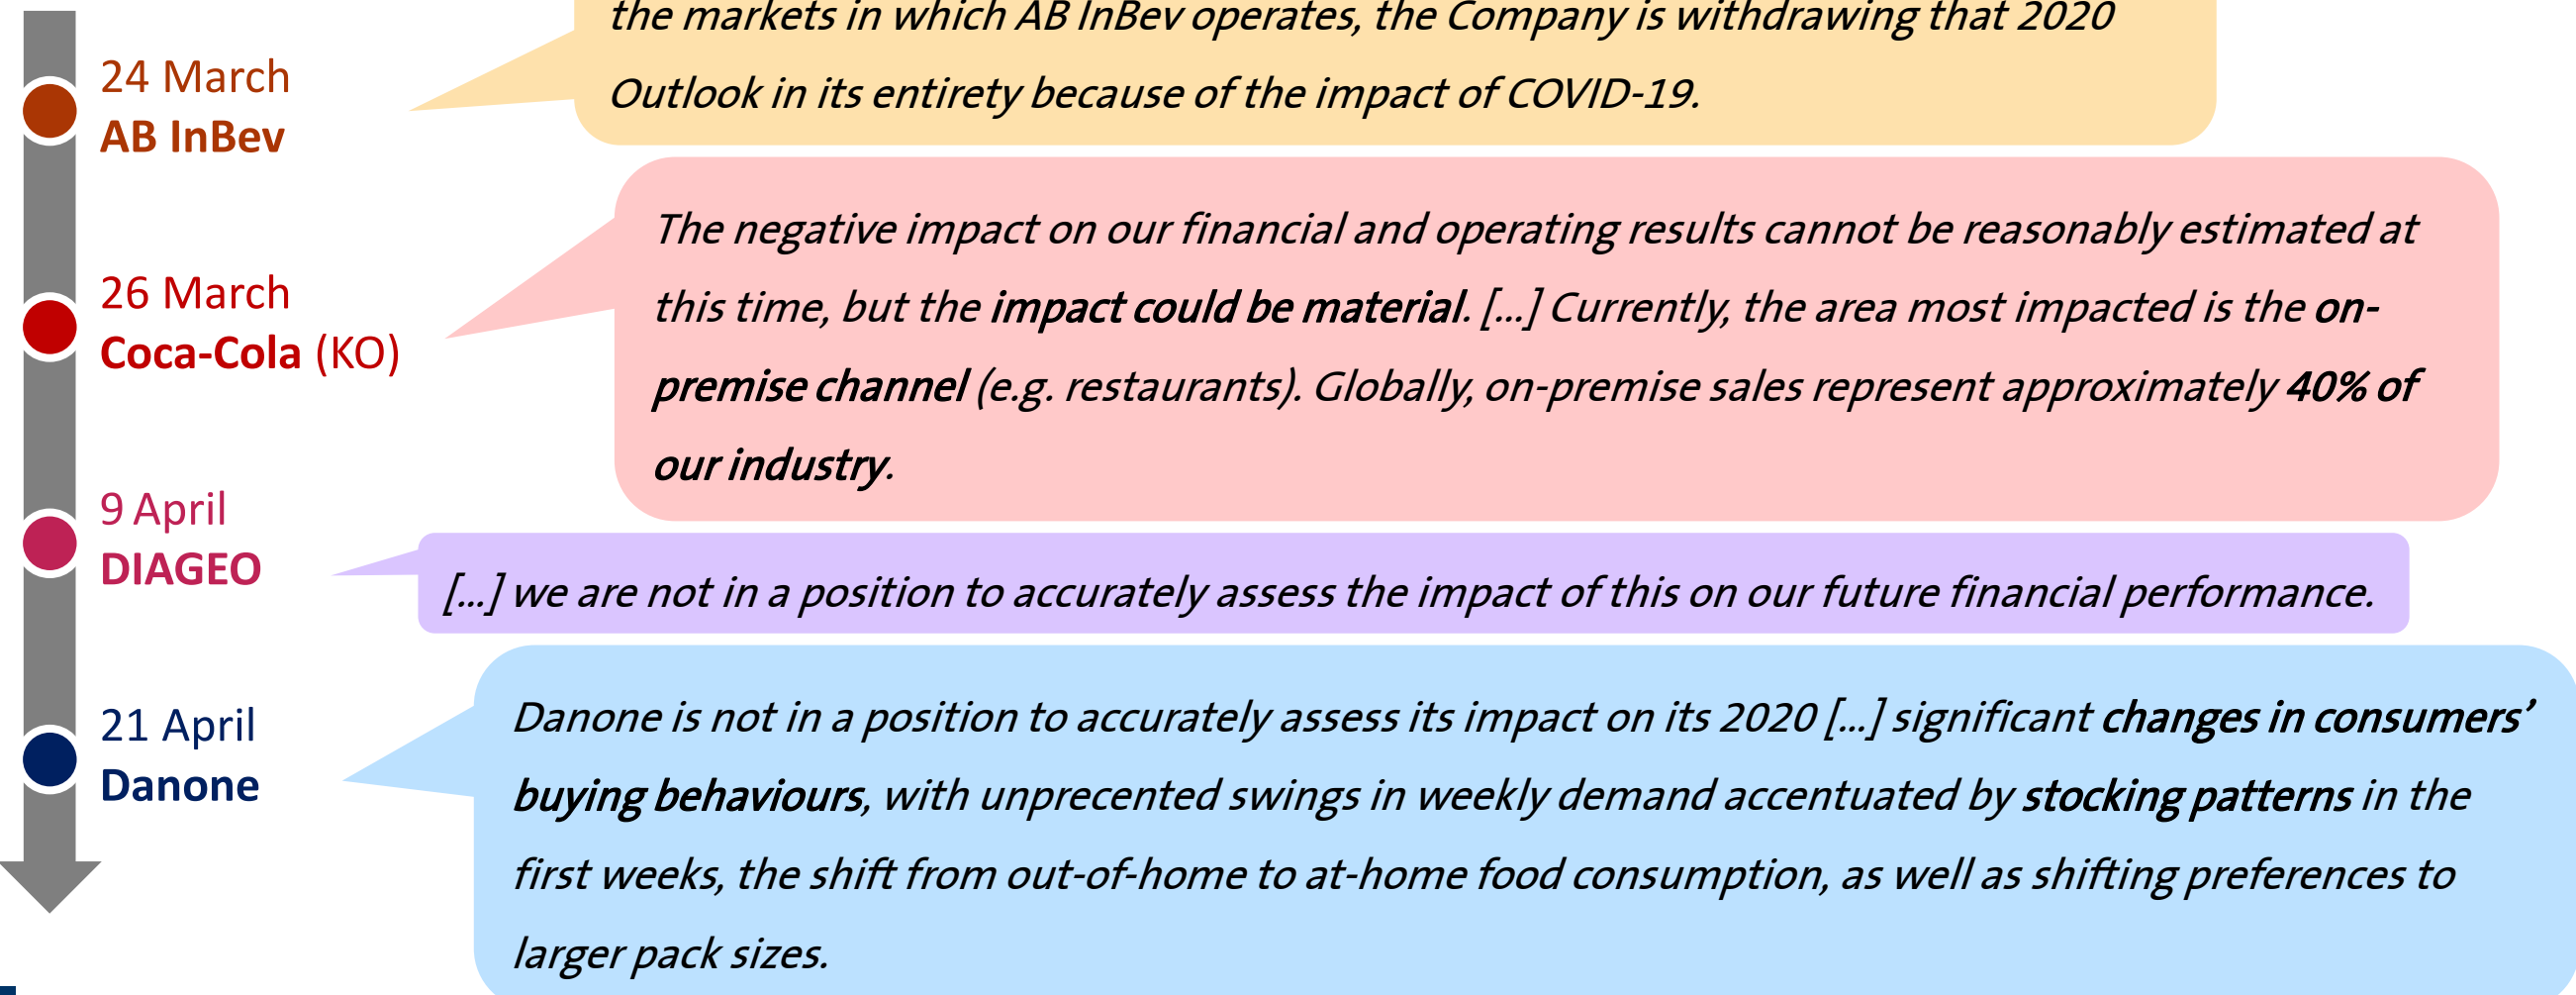 the markets in which AB InBev operates, the Company is withdrawing that 2020
Outlook in its entirety because of the impact of COVID-19.
24 March
AB InBev
The negative impact on our financial and operating results cannot be reasonably estimated at
this time, but the impact could be material. [...] Currently, the area most impacted is the on-
premise channel (e.g. restaurants). Globally, on-premise sales represent approximately 40% of
our industry.
26 March
Coca-Cola (KO)
9 April
DIAGEO
[...] we are not in a position to accurately assess the impact of this on our future financial performance.
21 April
Danone
Danone is not in a position to accurately assess its impact on its 2020 [...] significant changes in consumers’
buying behaviours, with unprecented swings in weekly demand accentuated by stocking patterns in the
first weeks, the shift from out-of-home to at-home food consumption, as well as shifting preferences to
larger pack sizes.